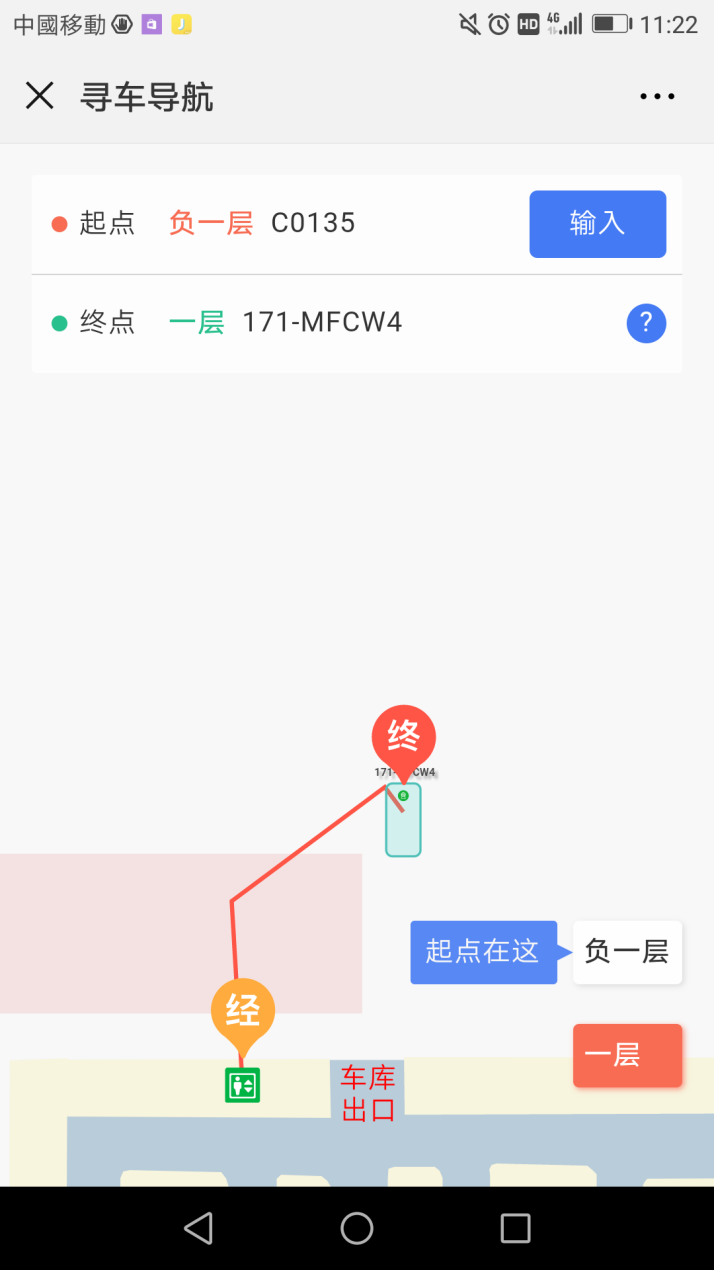 中國移動 HD 4G 11:22
寻车导航
起点 负一层 C0135 输入
终点 一层 171-MFCW4 ?
终
经
起点在这 负一层
一层
车库
出口